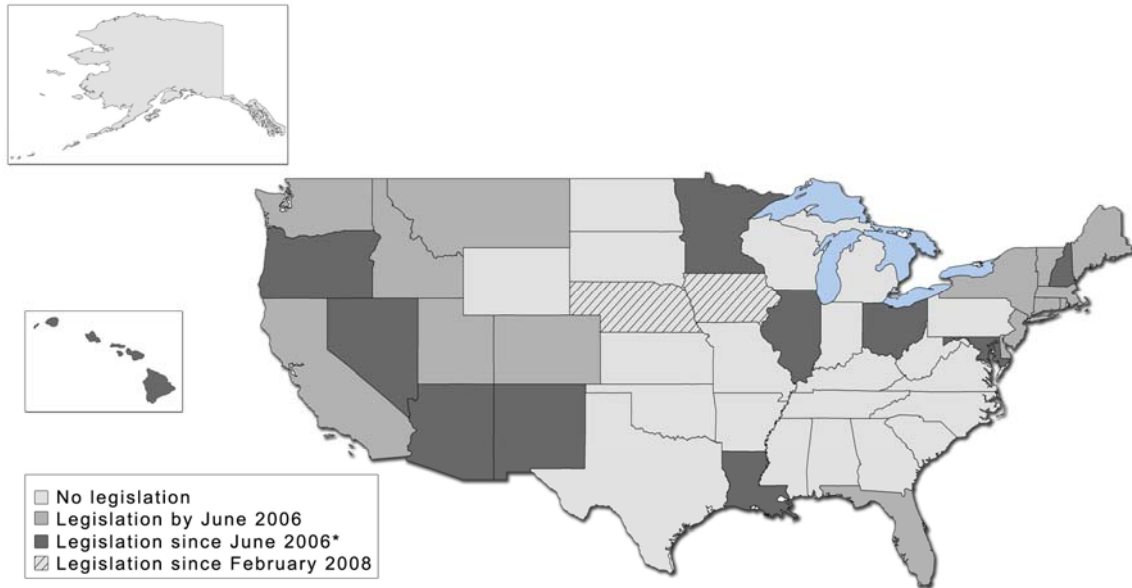 No legislation
Legislation by June 2006
Legislation since June 2006*
Legislation since February 2008